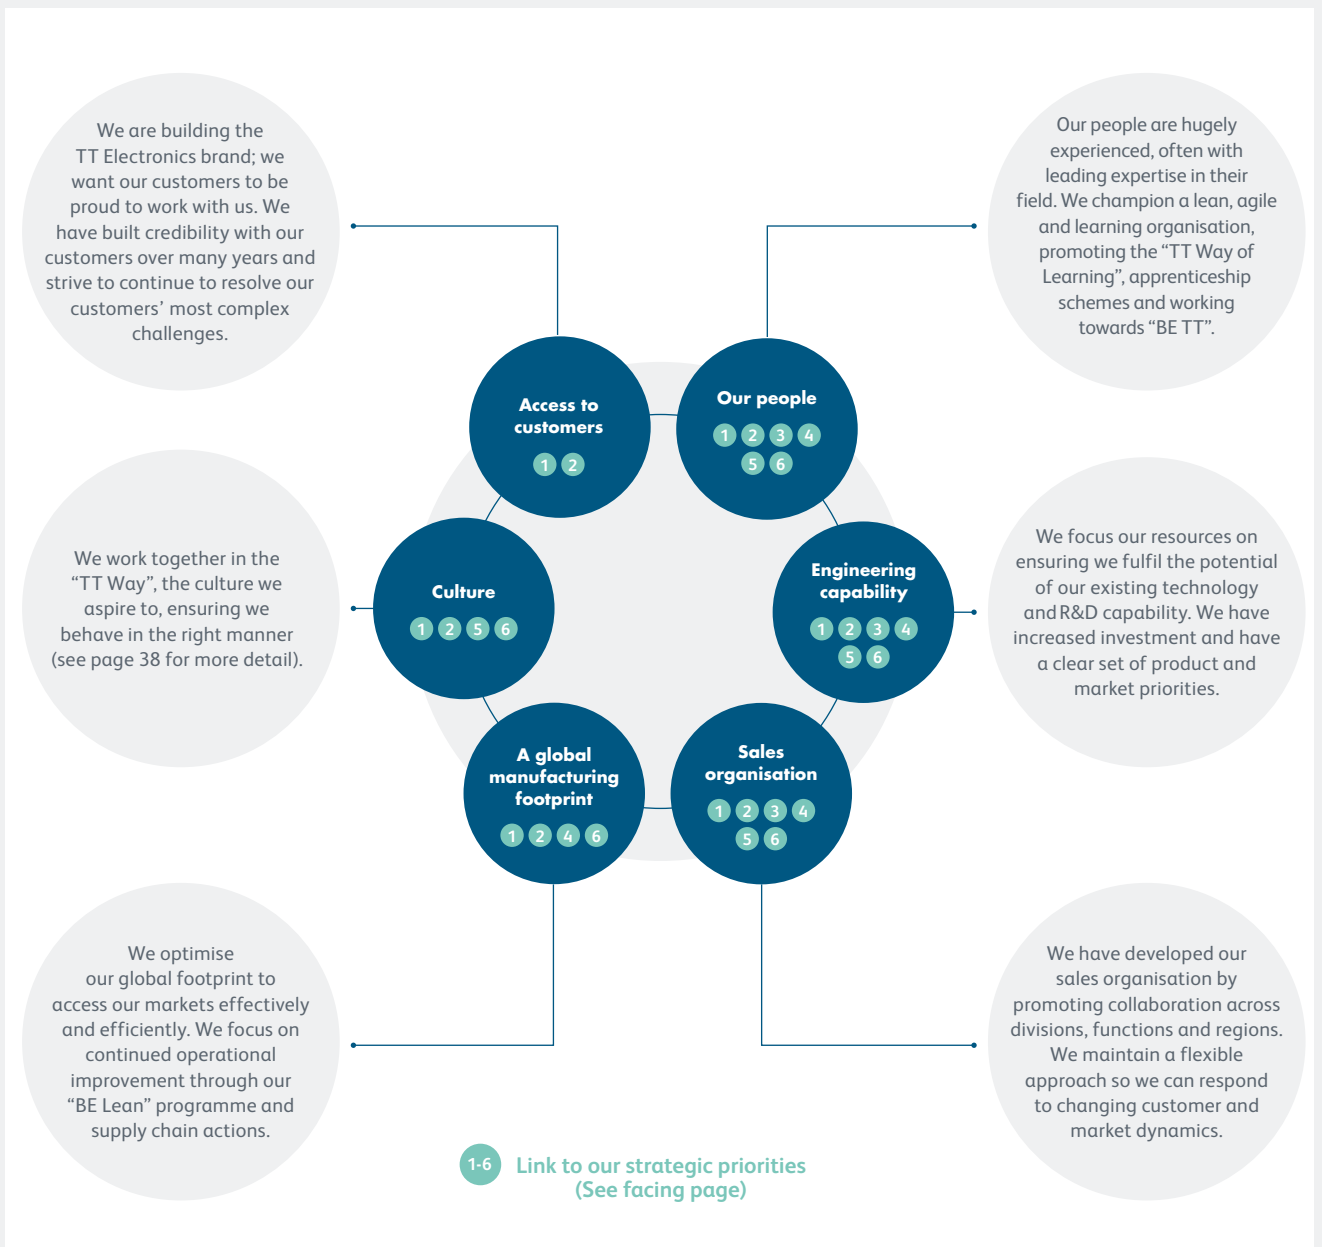 We are building the
TT Electronics brand; we
want our customers to be
proud to work with us. We
have built credibility with our
customers over many years and
strive to continue to resolve our
customers’ most complex
challenges.
Our people are hugely
experienced, often with
leading expertise in their
field. We champion a lean, agile
and learning organisation,
promoting the “TT Way of
Learning”, apprenticeship
schemes and working
towards “BE TT”.
Access to
customers
1 2
Our people
1 2 3 4
5 6
We work together in the
“TT Way”, the culture we
aspire to, ensuring we
behave in the right manner
(see page 38 for more detail).
Culture
1 2 5 6
Engineering
capability
1 2 3 4
5 6
We focus our resources on
ensuring we fulfil the potential
of our existing technology
and R&D capability. We have
increased investment and have
a clear set of product and
market priorities.
A global
manufacturing
footprint
1 2 4 6
Sales
organisation
1 2 3 4
5 6
We optimise
our global footprint to
access our markets effectively
and efficiently. We focus on
continued operational
improvement through our
“BE Lean” programme and
supply chain actions.
We have developed our
sales organisation by
promoting collaboration across
divisions, functions and regions.
We maintain a flexible
approach so we can respond
to changing customer and
market dynamics.
1-6 Link to our strategic priorities
(See facing page)